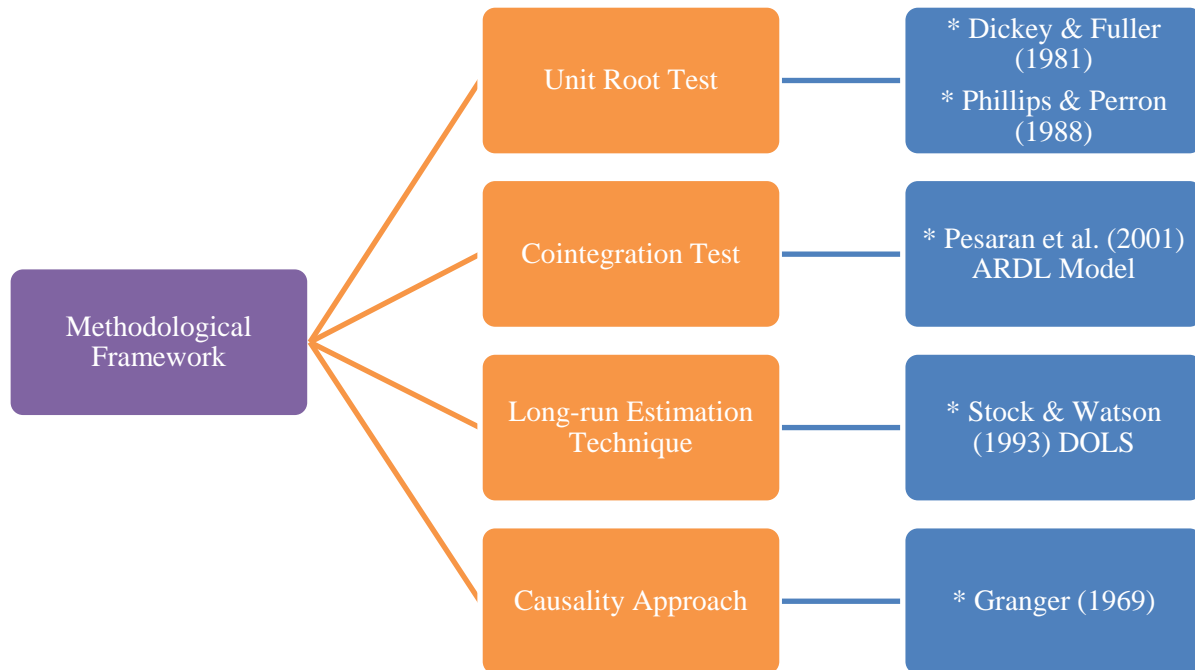 Methodological
Framework
Unit Root Test
* Dickey & Fuller
(1981)
* Phillips & Perron
(1988)
Cointegration Test
* Pesaran et al. (2001)
ARDL Model
Long-run Estimation
Technique
* Stock & Watson
(1993) DOLS
Causality Approach
* Granger (1969)